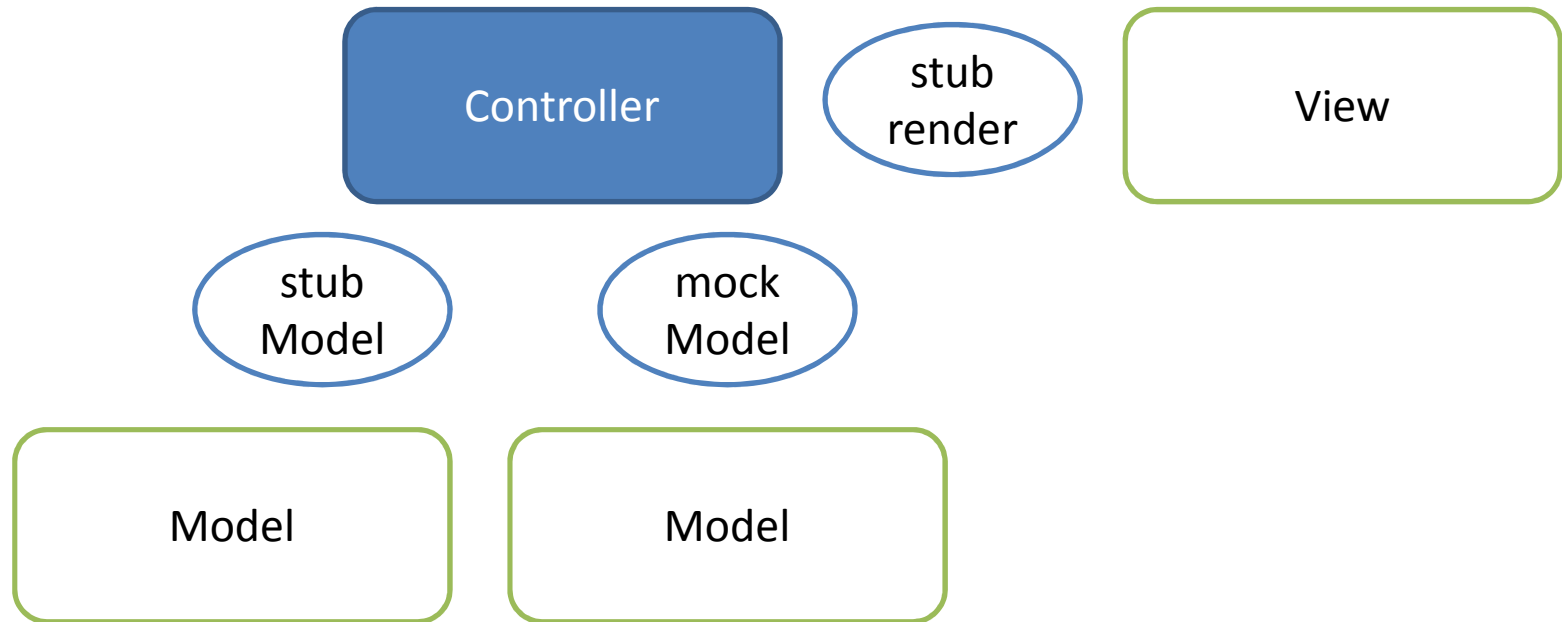 Controller
stub
render
View
stub
Model
mock
Model
Model
Model